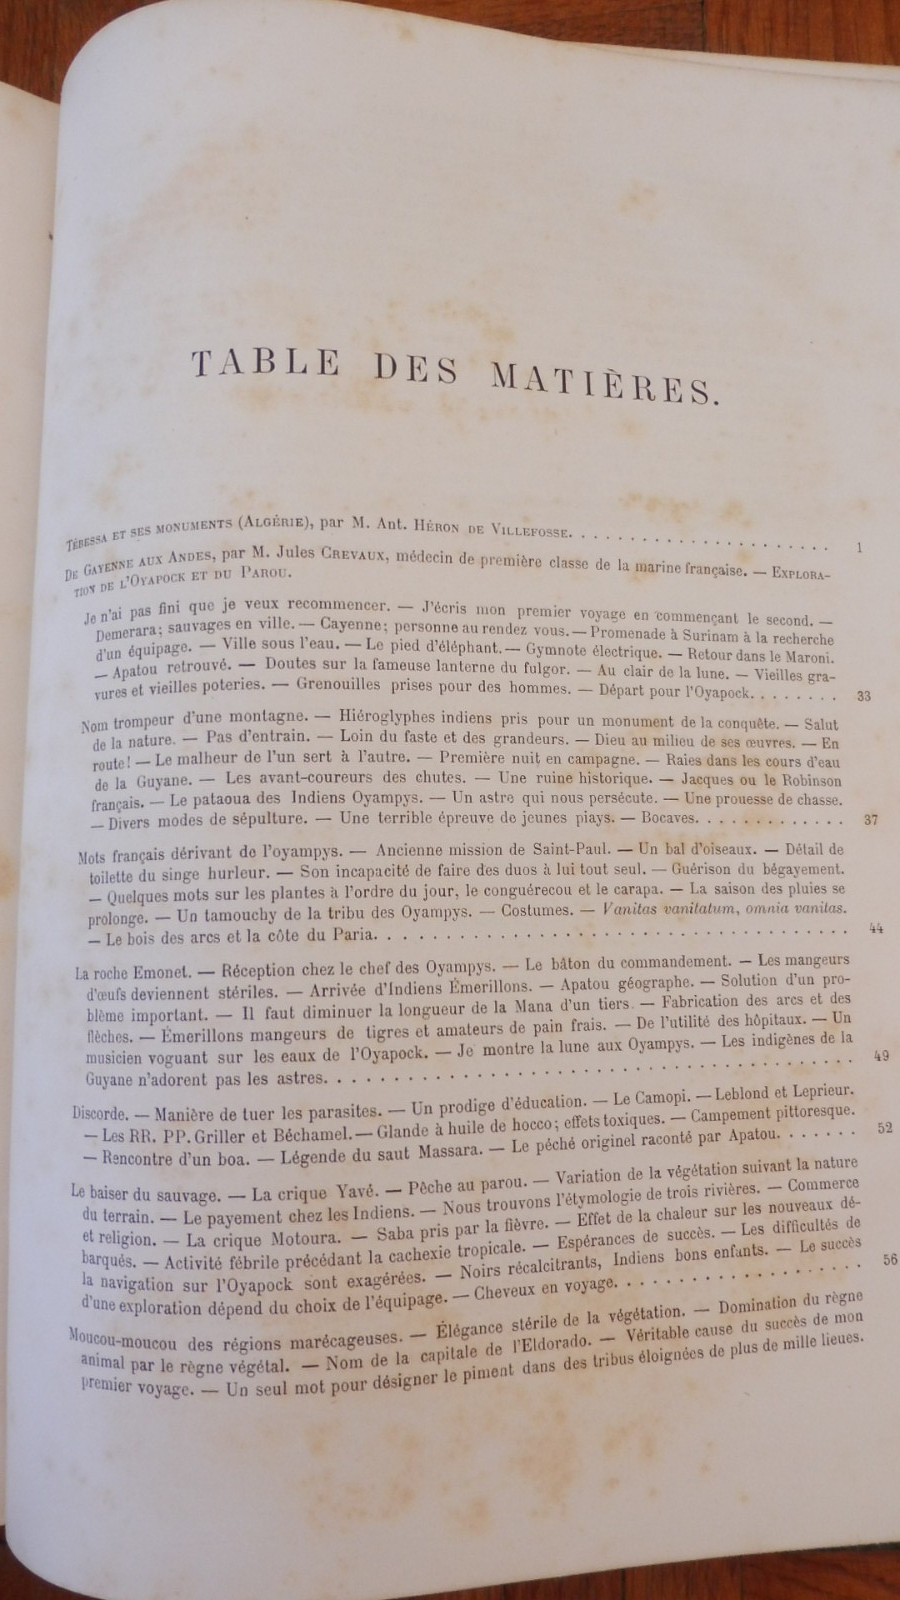 TABLE DES MATIÈRES.
TÉBESSA ET SES MONUMENTS (ALGÉRIE), par M. Ant. HÉRON DE VILLEFOSSE. . . . . . . . . . . . . . . . . . . . . . 1
DE CAYENNE AUX ANDES, par M. Jules CREVAUX, médecin de première classe de la marine française. — EXPLORA-
TION DE L'OYAPOCK ET DU PAROU.
Je n'ai pas fini que je veux recommencer. — J'écris mon premier voyage en commençant le second. —
Demerara; sauvages en ville. — Cayenne; personne au rendez vous. — Promenade à Surinam à la recherche
d'un équipage. — Ville sous l'eau. — Le pied d'éléphant. — Gymnote électrique. — Retour dans le Maroni.
— Apatou retrouvé. — Doutes sur la fameuse lanterne du fulgor. — Au clair de la lune. — Vieilles gra-
vures et vieilles poteries. — Grenouilles prises pour des hommes. — Départ pour l'Oyapock. . . . . . . . 33
Nom trompeur d'une montagne. — Hiéroglyphes indiens pris pour un monument de la conquête. — Salut
de la nature. — Pas d'entrain. — Loin du faste et des grandeurs. — Dieu au milieu de ses œuvres. — En
route! — Le malheur de l'un sert à l'autre. — Première nuit en campagne. — Raies dans les cours d'eau
de la Guyane. — Les avant-coureurs des chutes. — Une ruine historique. — Jacques ou le Robinson
français. — Le pataoua des Indiens Oyampys. — Un astre qui nous persécute. — Une prouesse de chasse.
— Divers modes de sépulture. — Une terrible épreuve de jeunes piays. — Bocaves. . . . . . . . . . . . . 37
Mots français dérivant de l'oyampys. — Ancienne mission de Saint-Paul. — Un bal d'oiseaux. — Détail de
toilette du singe hurleur. — Son incapacité de faire des duos à lui tout seul. — Guérison du bégayement.
— Quelques mots sur les plantes à l'ordre du jour, le conguérecou et le carapa. — La saison des pluies se
prolonge. — Un tamouchy de la tribu des Oyampys. — Costumes. — Vanitas vanitatum, omnia vanitas.
— Le bois des arcs et la côte du Paria. . . . . . . . . . . . . . . . . . . . . . . . . . . . . . . . . . . 44
La roche Emonet. — Réception chez le chef des Oyampys. — Le bâton du commandement. — Les mangeurs
d'œufs deviennent stériles. — Arrivée d'Indiens Émerillons. — Apatou géographe. — Solution d'un pro-
blème important. — Il faut diminuer la longueur de la Mana d'un tiers. — Fabrication des arcs et des
flèches. — Émerillons mangeurs de tigres et amateurs de pain frais. — De l'utilité des hôpitaux. — Un
musicien voguant sur les eaux de l'Oyapock. — Je montre la lune aux Oyampys. — Les indigènes de la
Guyane n'adorent pas les astres. . . . . . . . . . . . . . . . . . . . . . . . . . . . . . . . . . . . . . 49
Discorde. — Manière de tuer les parasites. — Un prodige d'éducation. — Le Camopi. — Leblond et Leprieur.
— Les RR. PP. Griller et Béchamel. — Glande à huile de hocco; effets toxiques. — Campement pittoresque.
— Rencontre d'un boa. — Légende du saut Massara. — Le péché originel raconté par Apatou. . . . . . . 52
Le baiser du sauvage. — La crique Yavé. — Pêche au parou. — Variation de la végétation suivant la nature
du terrain. — Le payement chez les Indiens. — Nous trouvons l'étymologie de trois rivières. — Commerce
et religion. — La crique Motoura. — Saba pris par la fièvre. — Effet de la chaleur sur les nouveaux dé-
barqués. — Activité fébrile précédant la cachexie tropicale. — Espérances de succès. — Les difficultés de
la navigation sur l'Oyapock sont exagérées. — Noirs récalcitrants, Indiens bons enfants. — Le succès
d'une exploration dépend du choix de l'équipage. — Cheveux en voyage. . . . . . . . . . . . . . . . . . 56
Moucou-moucou des régions marécageuses. — Élégance stérile de la végétation. — Domination du règne
animal par le règne végétal. — Nom de la capitale de l'Eldorado. — Véritable cause du succès de mon
premier voyage. — Un seul mot pour désigner le piment dans des tribus éloignées de plus de mille lieues.